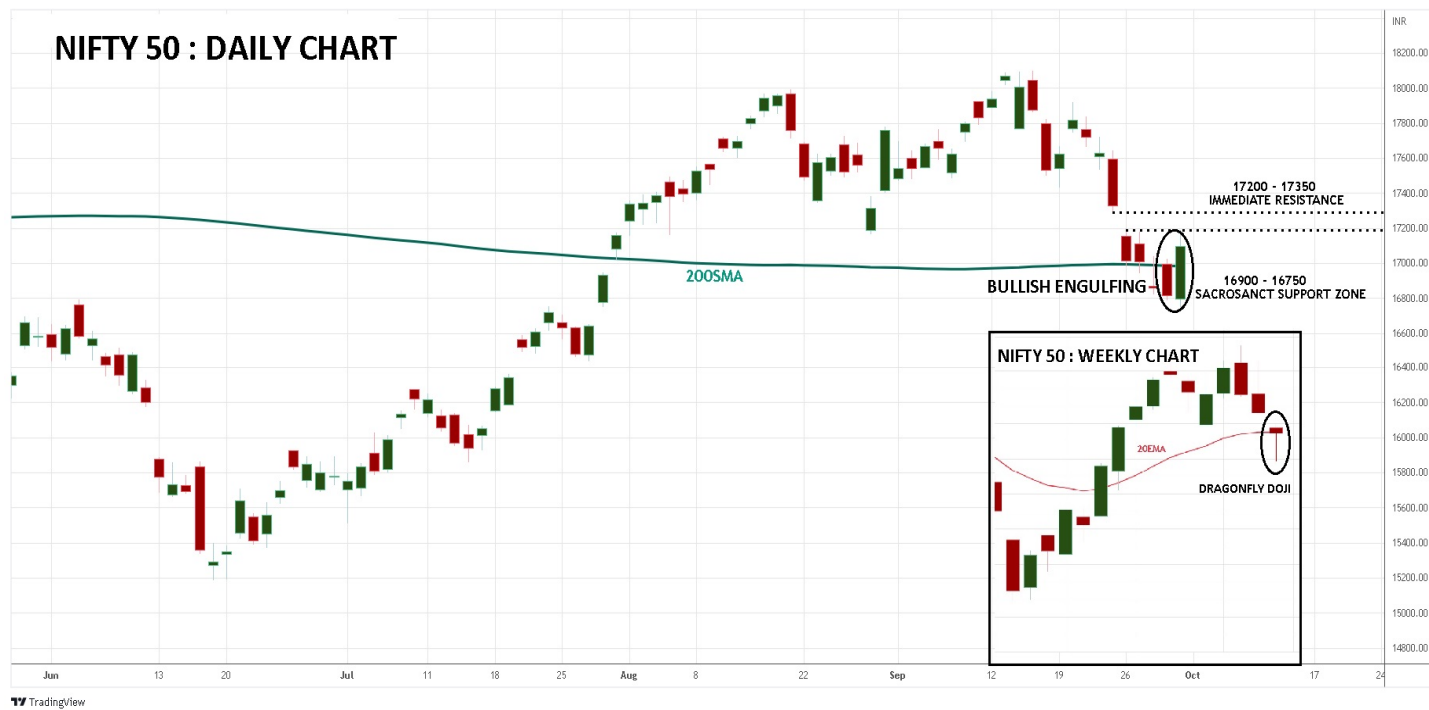 NIFTY 50 : DAILY CHART
INR
18200.00
18000.00
17800.00
17600.00
17400.00
17200.00
17000.00
16800.00
16600.00
16400.00
16200.00
16000.00
15800.00
15600.00
15400.00
15200.00
15000.00
14800.00
17200 - 17350
IMMEDIATE RESISTANCE
200SMA
BULLISH ENGULFING
16900 - 16750
SACROSANCT SUPPORT ZONE
NIFTY 50 : WEEKLY CHART
20EMA
DRAGONFLY DOJI
Jun 13 20 Jul 11 18 25 Aug 8 22 Sep 12 19 26 Oct 17 24
TradingView